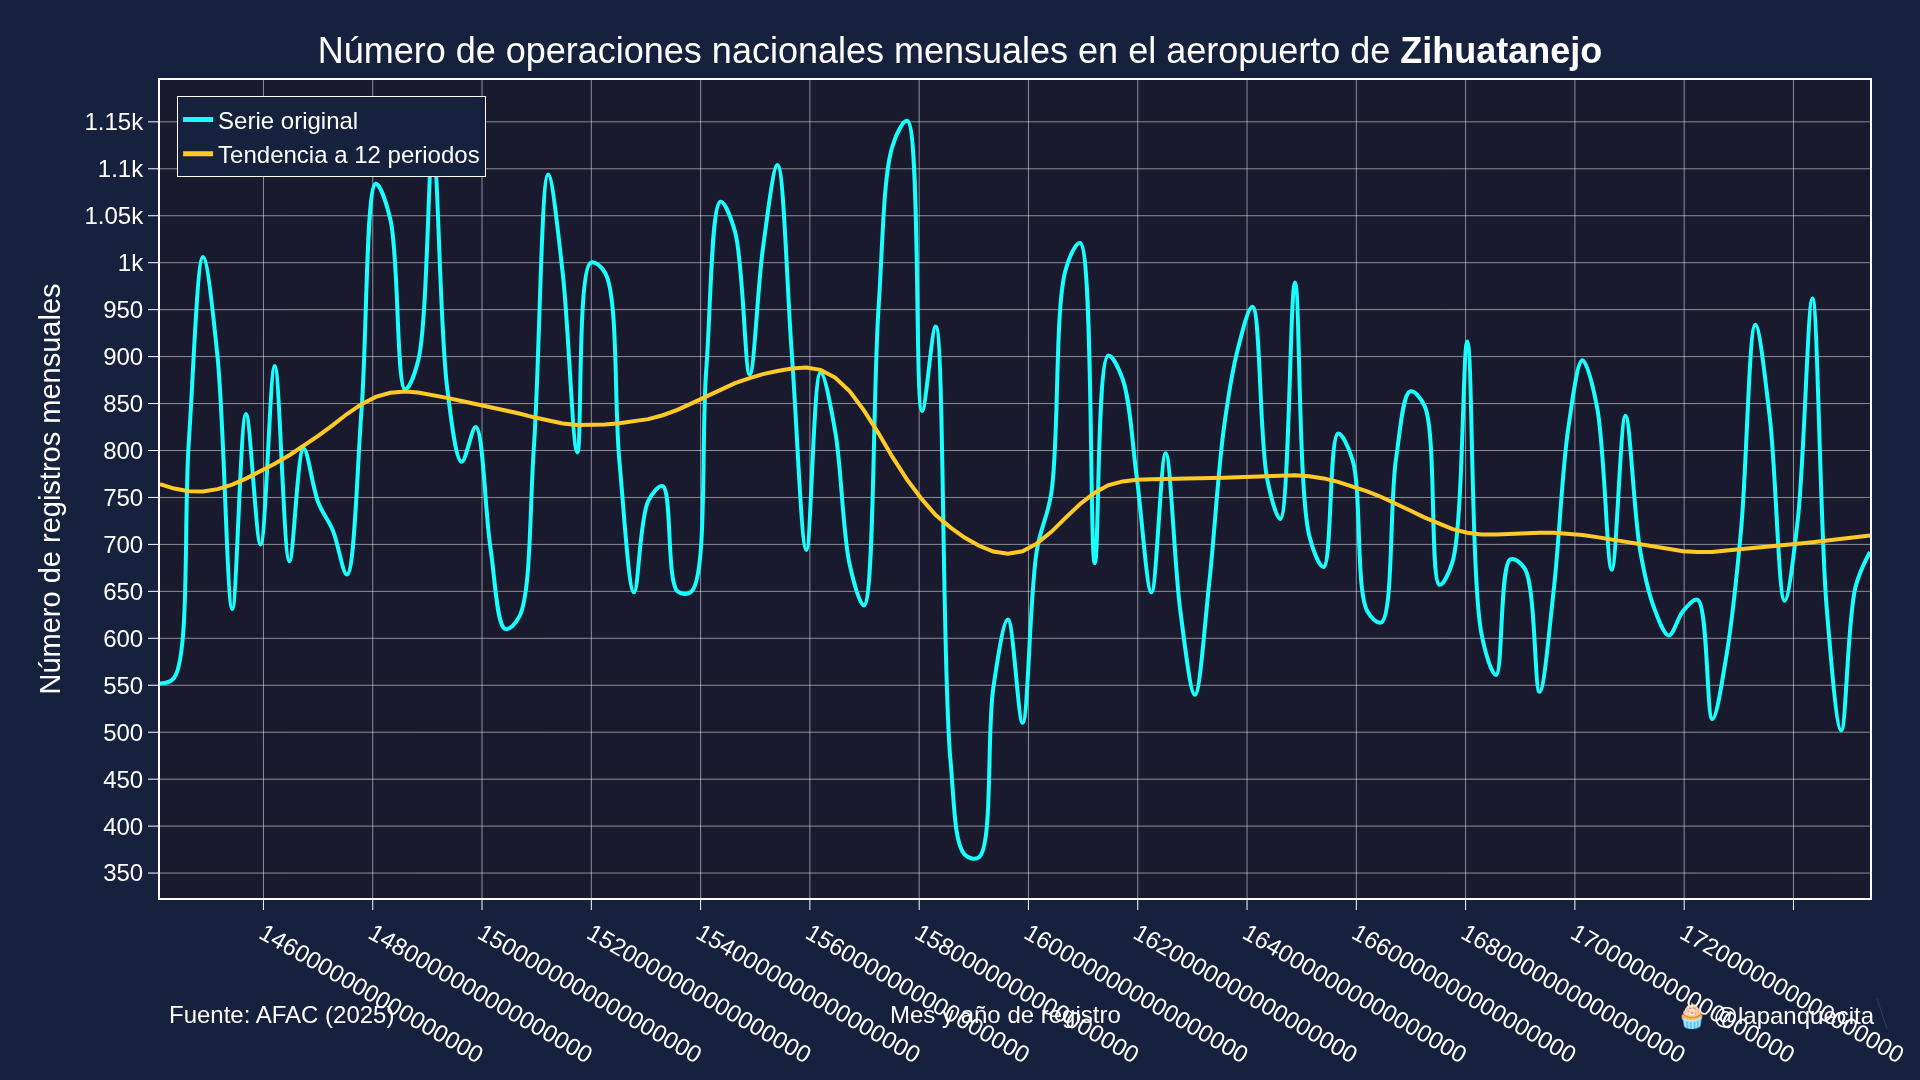 Número de operaciones nacionales mensuales en el aeropuerto de Zihuatanejo
Serie original
Tendencia a 12 periodos
1.15k
1.1k
1.05k
1k
950
900
850
800
750
700
650
600
550
500
450
400
350
Número de registros mensuales
1460000000000000000
1480000000000000000
1500000000000000000
1520000000000000000
1540000000000000000
1560000000000000000
1580000000000000000
1600000000000000000
1620000000000000000
1640000000000000000
1660000000000000000
1680000000000000000
1700000000000000000
1720000000000000000
Fuente: AFAC (2025)
Mes y año de registro
🧁 @lapanquecita